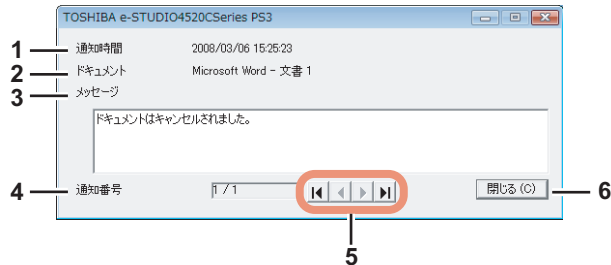 TOSHIBA e-STUDIO4520CSeries PS3
1 通知時間 2008/03/06 15:25:23
2 ドキュメント Microsoft Word - 文書 1
3 メッセージ
ドキュメントはキャンセルされました。
4 通知番号 1 / 1 閉じる (C) 6
5